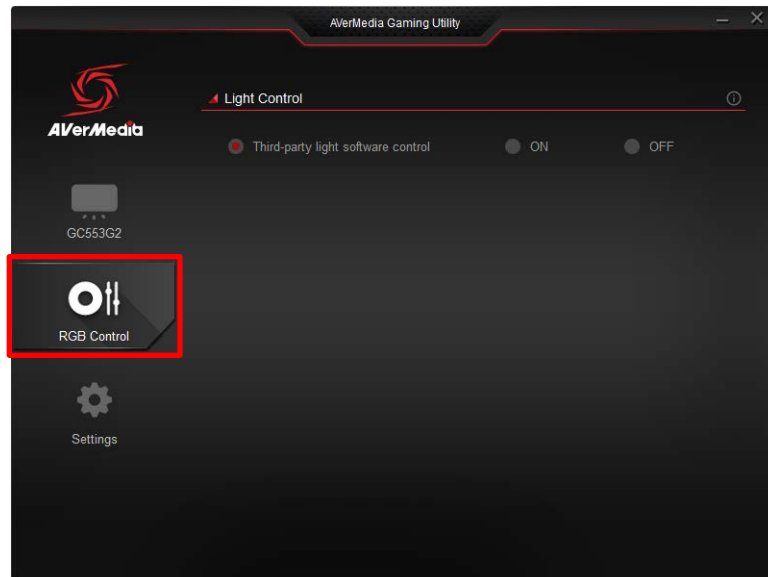 AVerMedia Gaming Utility
AVerMedia
Light Control
Third-party light software control ON OFF
GC553G2
RGB Control
Settings